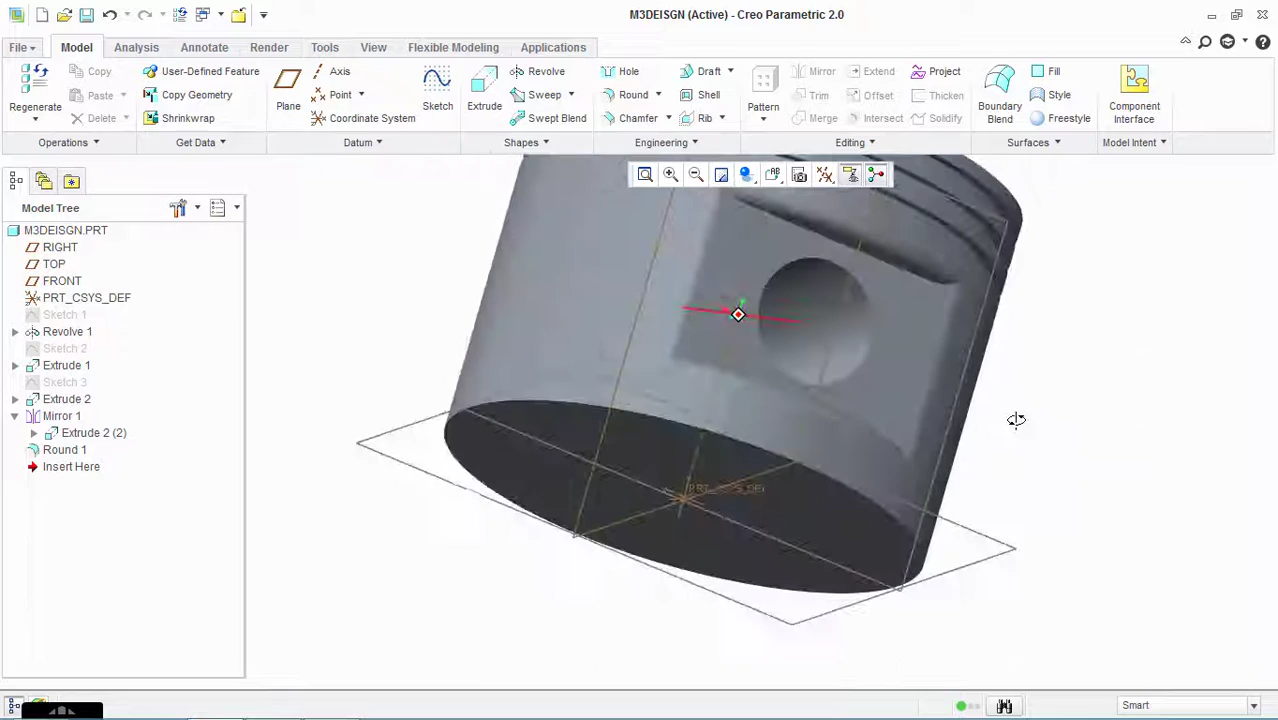 M3DEISGN (Active) - Creo Parametric 2.0
File Model Analysis Annotate Render Tools View Flexible Modeling Applications
Regenerate
Copy
Paste
Delete
Operations
User-Defined Feature
Copy Geometry
Shrinkwrap
Get Data
Plane
Axis
Point
Coordinate System
Datum
Sketch
Extrude
Revolve
Sweep
Swept Blend
Shapes
Hole
Round
Chamfer
Draft
Shell
Rib
Engineering
Pattern
Mirror
Trim
Merge
Extend
Offset
Intersect
Project
Thicken
Solidify
Editing
Boundary
Blend
Fill
Style
Freestyle
Surfaces
Component
Interface
Model Intent
Model Tree
M3DEISGN.PRT
RIGHT
TOP
FRONT
PRT_CSYS_DEF
Sketch 1
Revolve 1
Sketch 2
Extrude 1
Sketch 3
Extrude 2
Mirror 1
Extrude 2 (2)
Round 1
Insert Here
PRT_CSYS_DEF
Smart